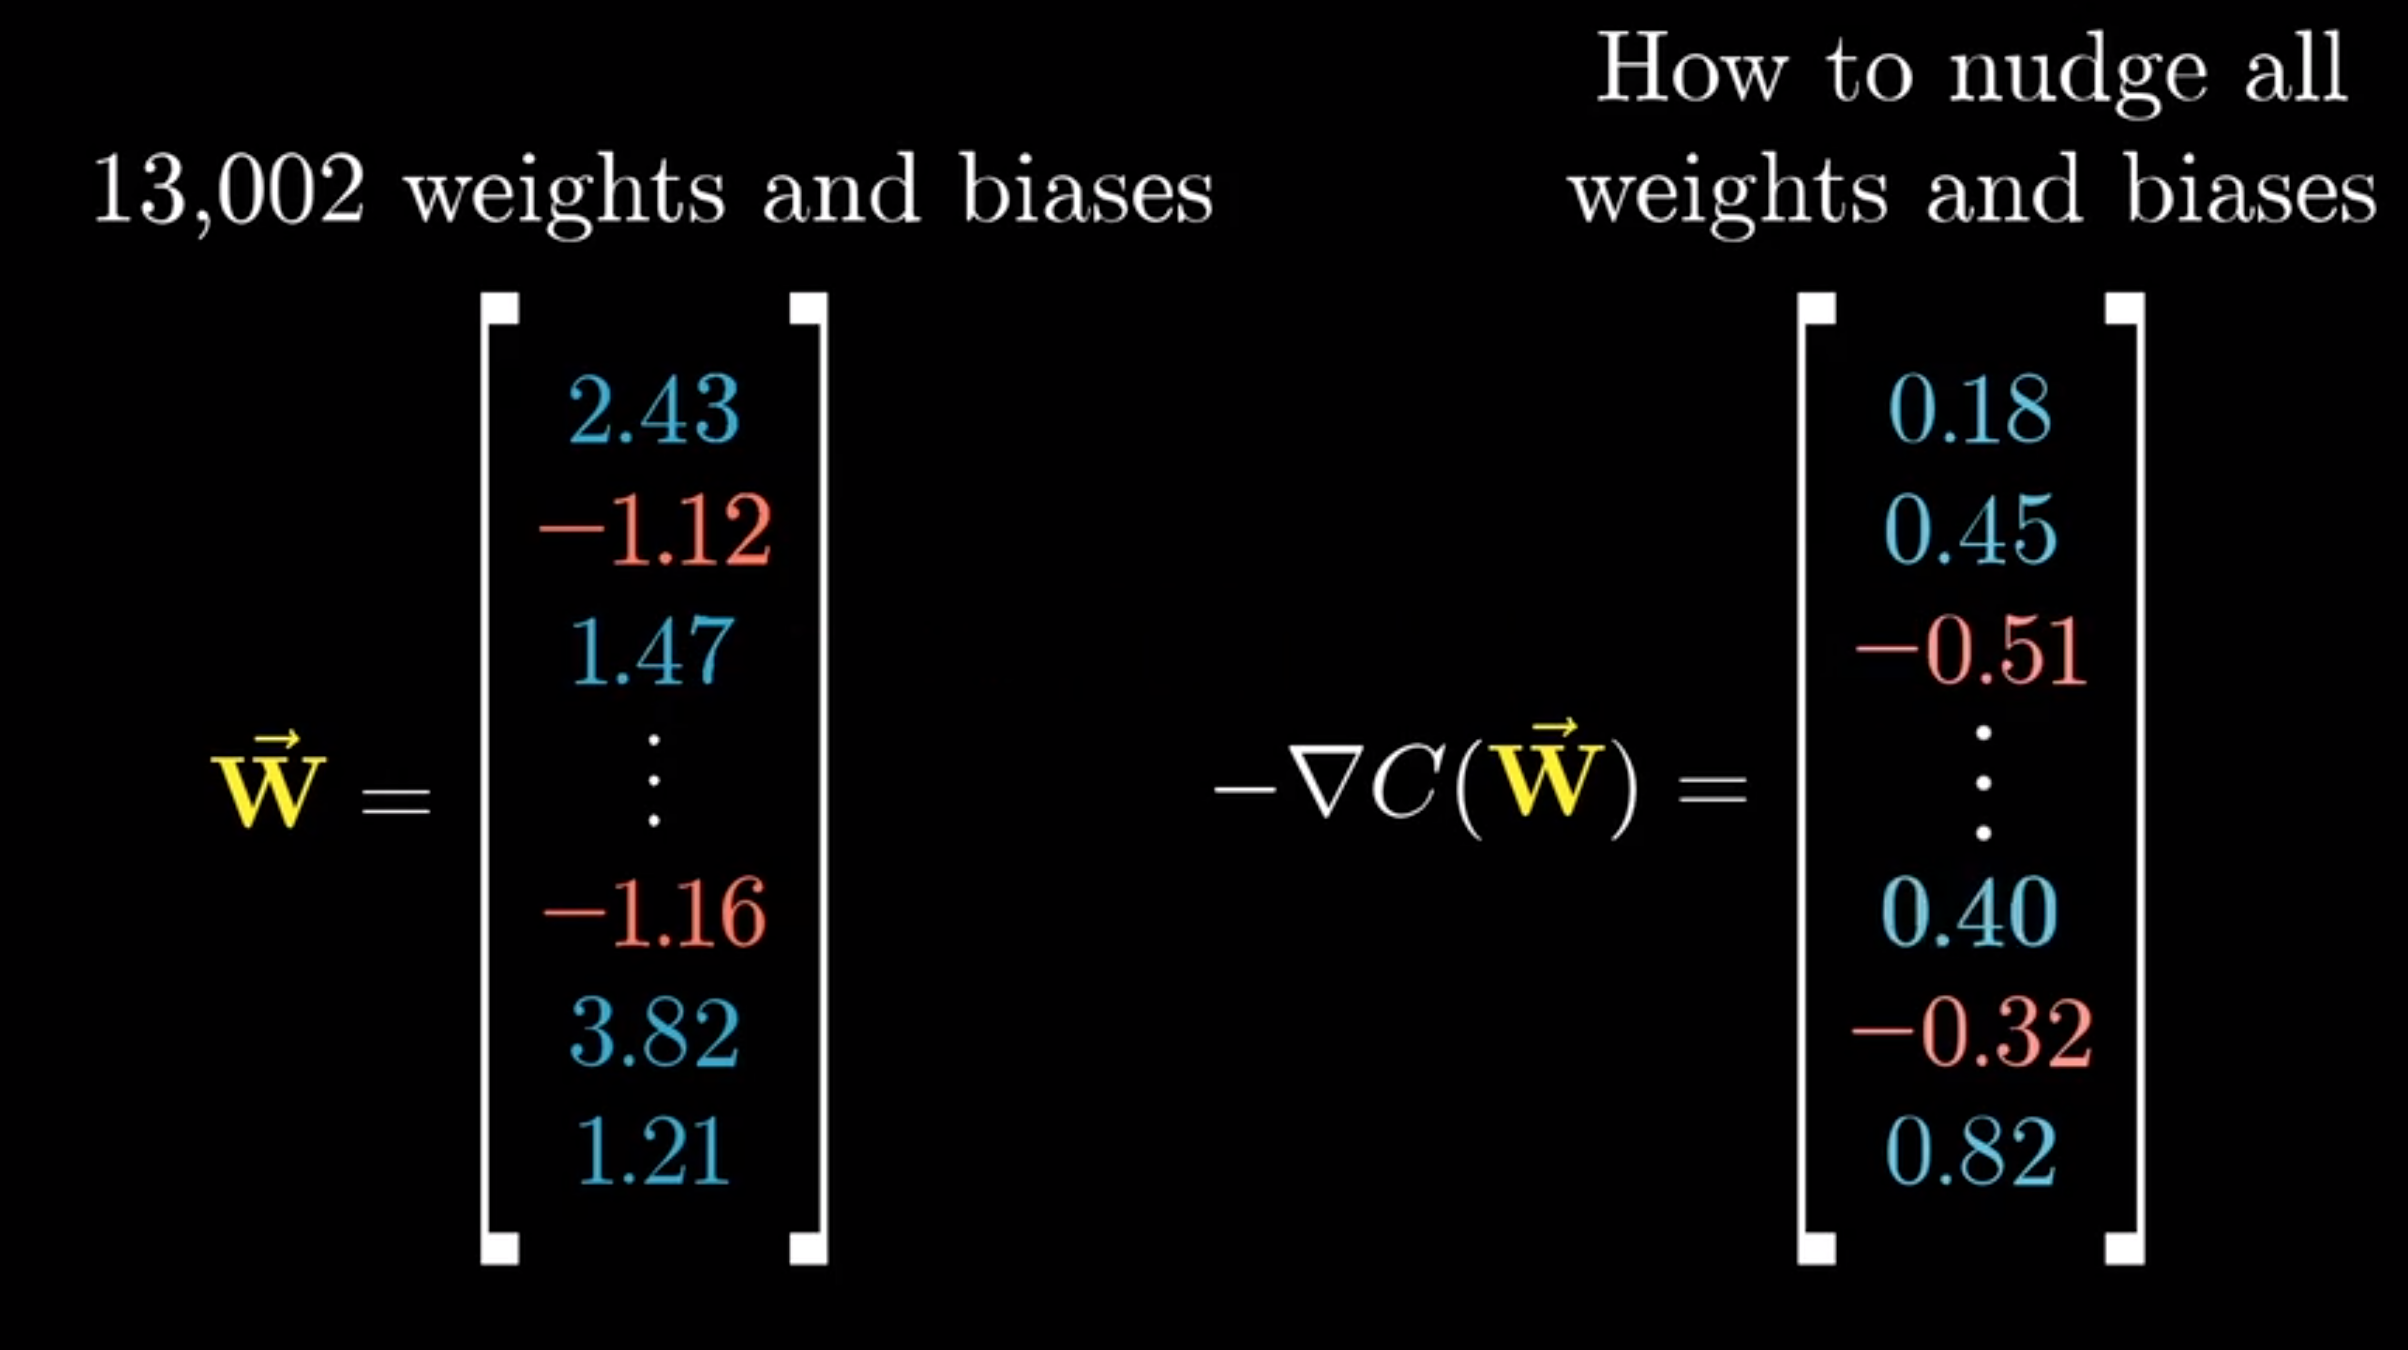 13,002 weights and biases
How to nudge all
weights and biases
W⃗ =
2.43
−1.12
1.47
⋮
−1.16
3.82
1.21
−∇C(W⃗) =
0.18
0.45
−0.51
⋮
0.40
−0.32
0.82